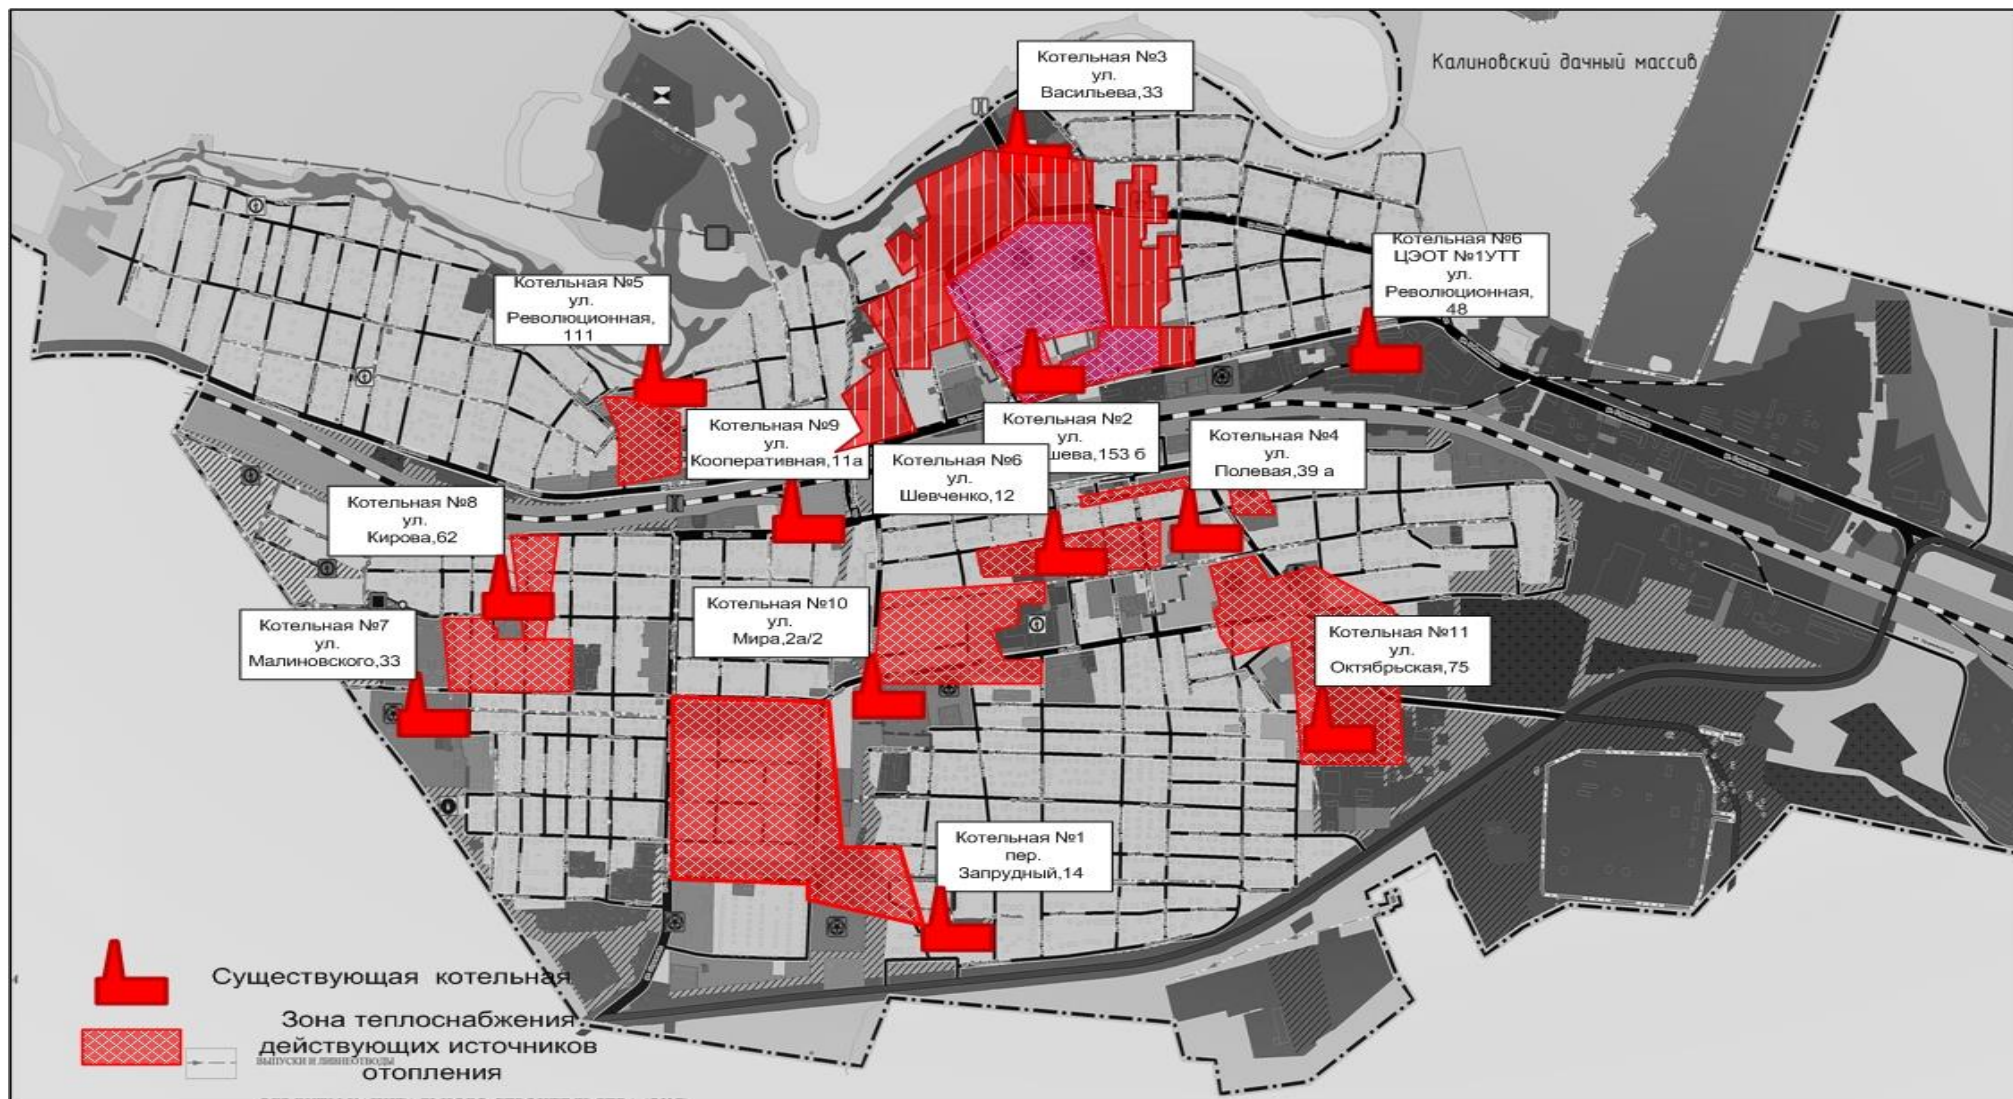 Котельная №3
ул.
Васильева,33
Калиновский дачный массив
Котельная №6
ЦЭОТ №1УТТ
ул.
Революционная,
48
Котельная №5
ул.
Революционная,
111
Котельная №9
ул.
Кооперативная,11а
Котельная №2
ул.
шева,153 б
Котельная №4
ул.
Полевая,39 а
Котельная №6
ул.
Шевченко,12
Котельная №8
ул.
Кирова,62
Котельная №10
ул.
Мира,2а/2
Котельная №7
ул.
Малиновского,33
Котельная №11
ул.
Октябрьская,75
Котельная №1
пер.
Запрудный,14
Существующая котельная
Зона теплоснабжения
действующих источников
отопления
ВЫПУСКИ И ЛИВНЕОТВОДЫ